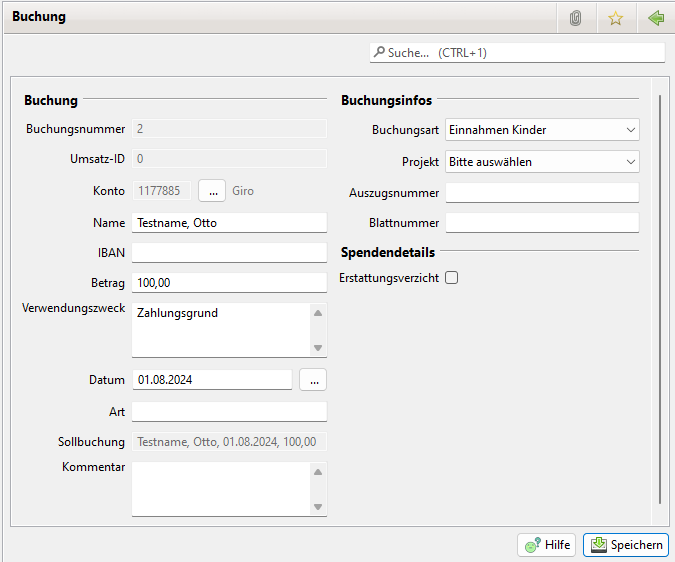 Buchung
Suche... (CTRL+1)
Buchung
Buchungsnummer 2
Umsatz-ID 0
Konto 1177885 ... Giro
Name Testname, Otto
IBAN
Betrag 100,00
Verwendungszweck Zahlungsgrund
Datum 01.08.2024 ...
Art
Sollbuchung Testname, Otto, 01.08.2024, 100,00
Kommentar
Buchungsinfos
Buchungsart Einnahmen Kinder
Projekt Bitte auswählen
Auszugsnummer
Blattnummer
Spendendetails
Erstattungsverzicht
Hilfe Speichern